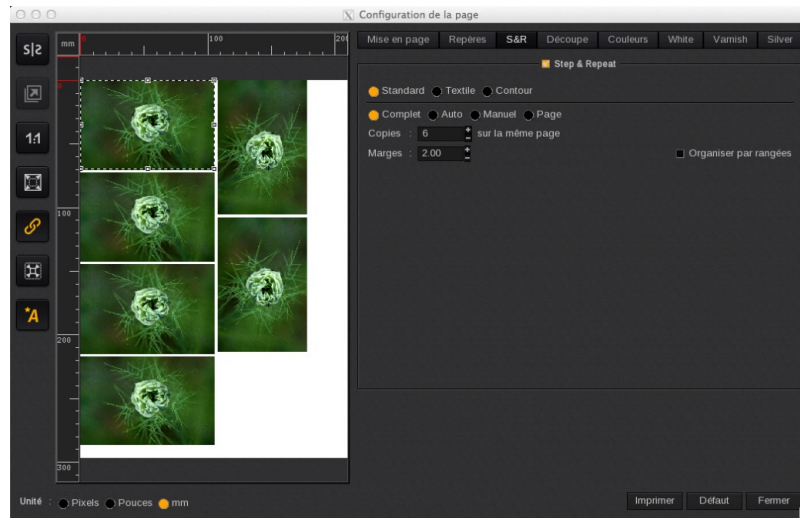 Configuration de la page
Mise en page Repères S&R Découpe Couleurs White Varnish Silver
Step & Repeat
Standard Textile Contour
Complet Auto Manuel Page
Copies : 6 sur la même page
Marges : 2.00 Organiser par rangées
S|S
1:1
A
mm 0 100 200
0
100
200
300
Unité : Pixels Pouces mm
Imprimer Défaut Fermer